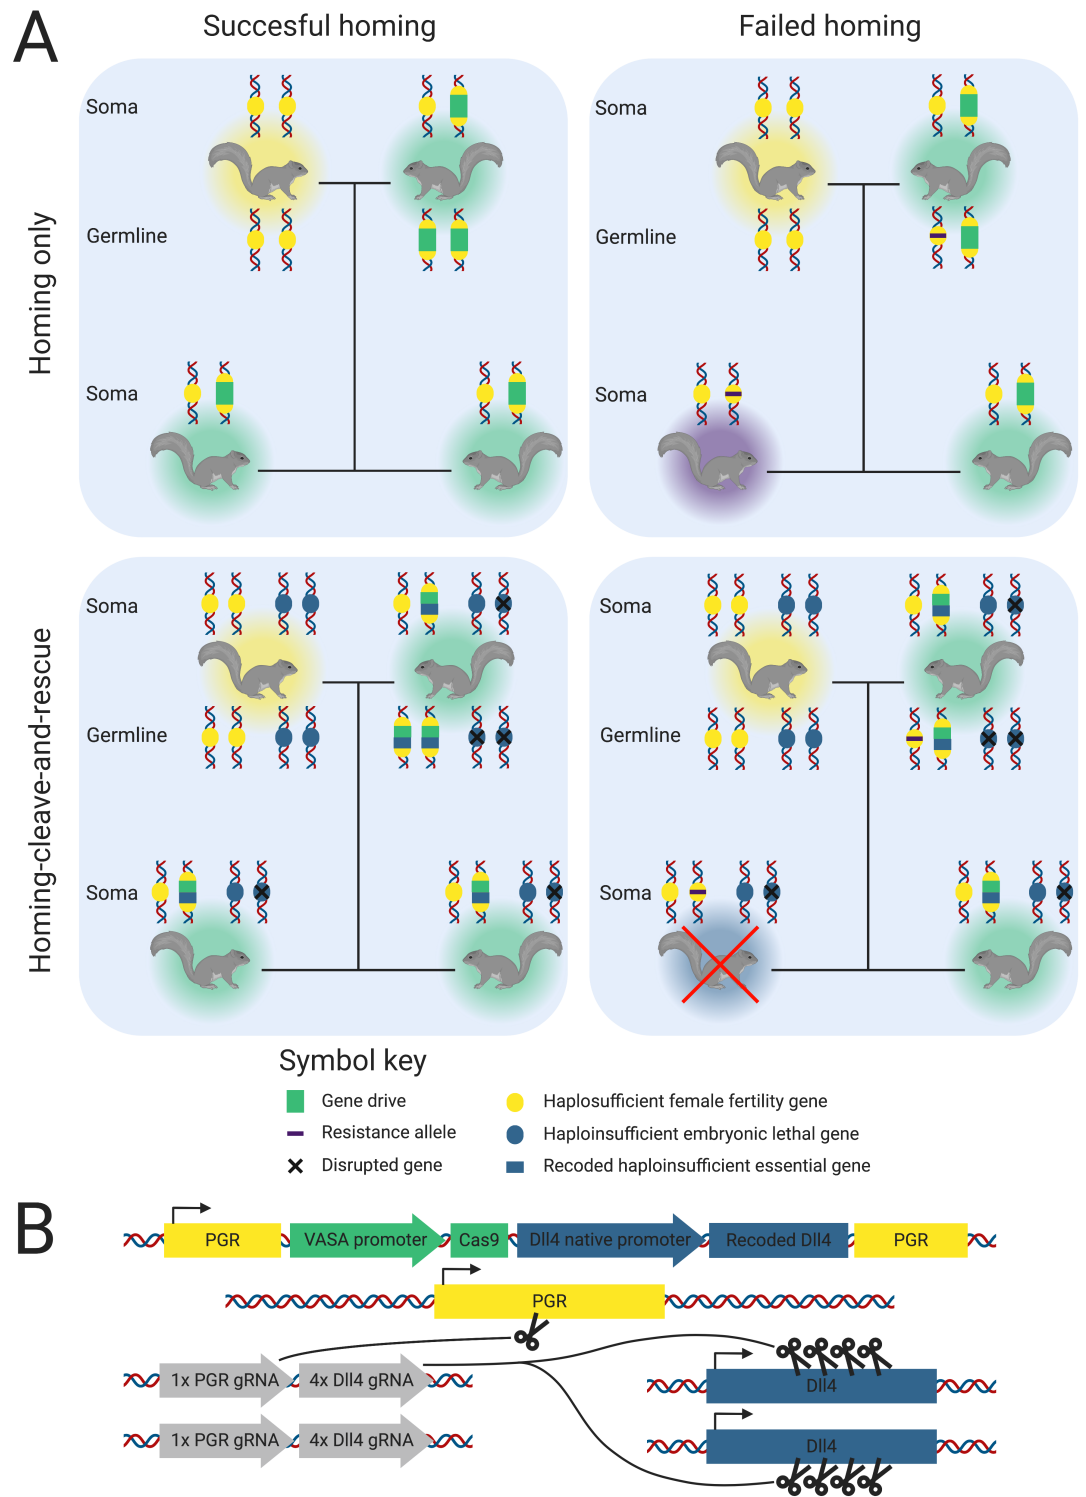 A
Succesful homing
Failed homing
Homing only
Soma
Germline
Soma
Soma
Germline
Soma
Homing-cleave-and-rescue
Soma
Germline
Soma
Soma
Germline
Soma
Symbol key
Gene drive
Haplosufficient female fertility gene
Resistance allele
Haploinsufficient embryonic lethal gene
Disrupted gene
Recoded haploinsufficient essential gene
B
PGR VASA promoter Cas9 Dll4 native promoter Recoded Dll4 PGR
PGR
1x PGR gRNA 4x Dll4 gRNA
Dll4
1x PGR gRNA 4x Dll4 gRNA
Dll4